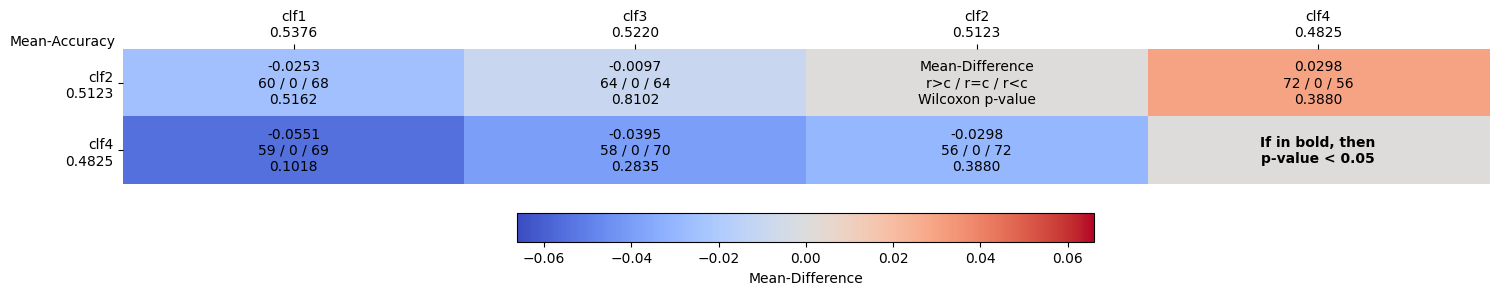 clf1
0.5376
clf3
0.5220
clf2
0.5123
clf4
0.4825
Mean-Accuracy
clf2
0.5123
-0.0253
60 / 0 / 68
0.5162
-0.0097
64 / 0 / 64
0.8102
Mean-Difference
r>c / r=c / r<c
Wilcoxon p-value
0.0298
72 / 0 / 56
0.3880
clf4
0.4825
-0.0551
59 / 0 / 69
0.1018
-0.0395
58 / 0 / 70
0.2835
-0.0298
56 / 0 / 72
0.3880
If in bold, then
p-value < 0.05
−0.06 −0.04 −0.02 0.00 0.02 0.04 0.06
Mean-Difference